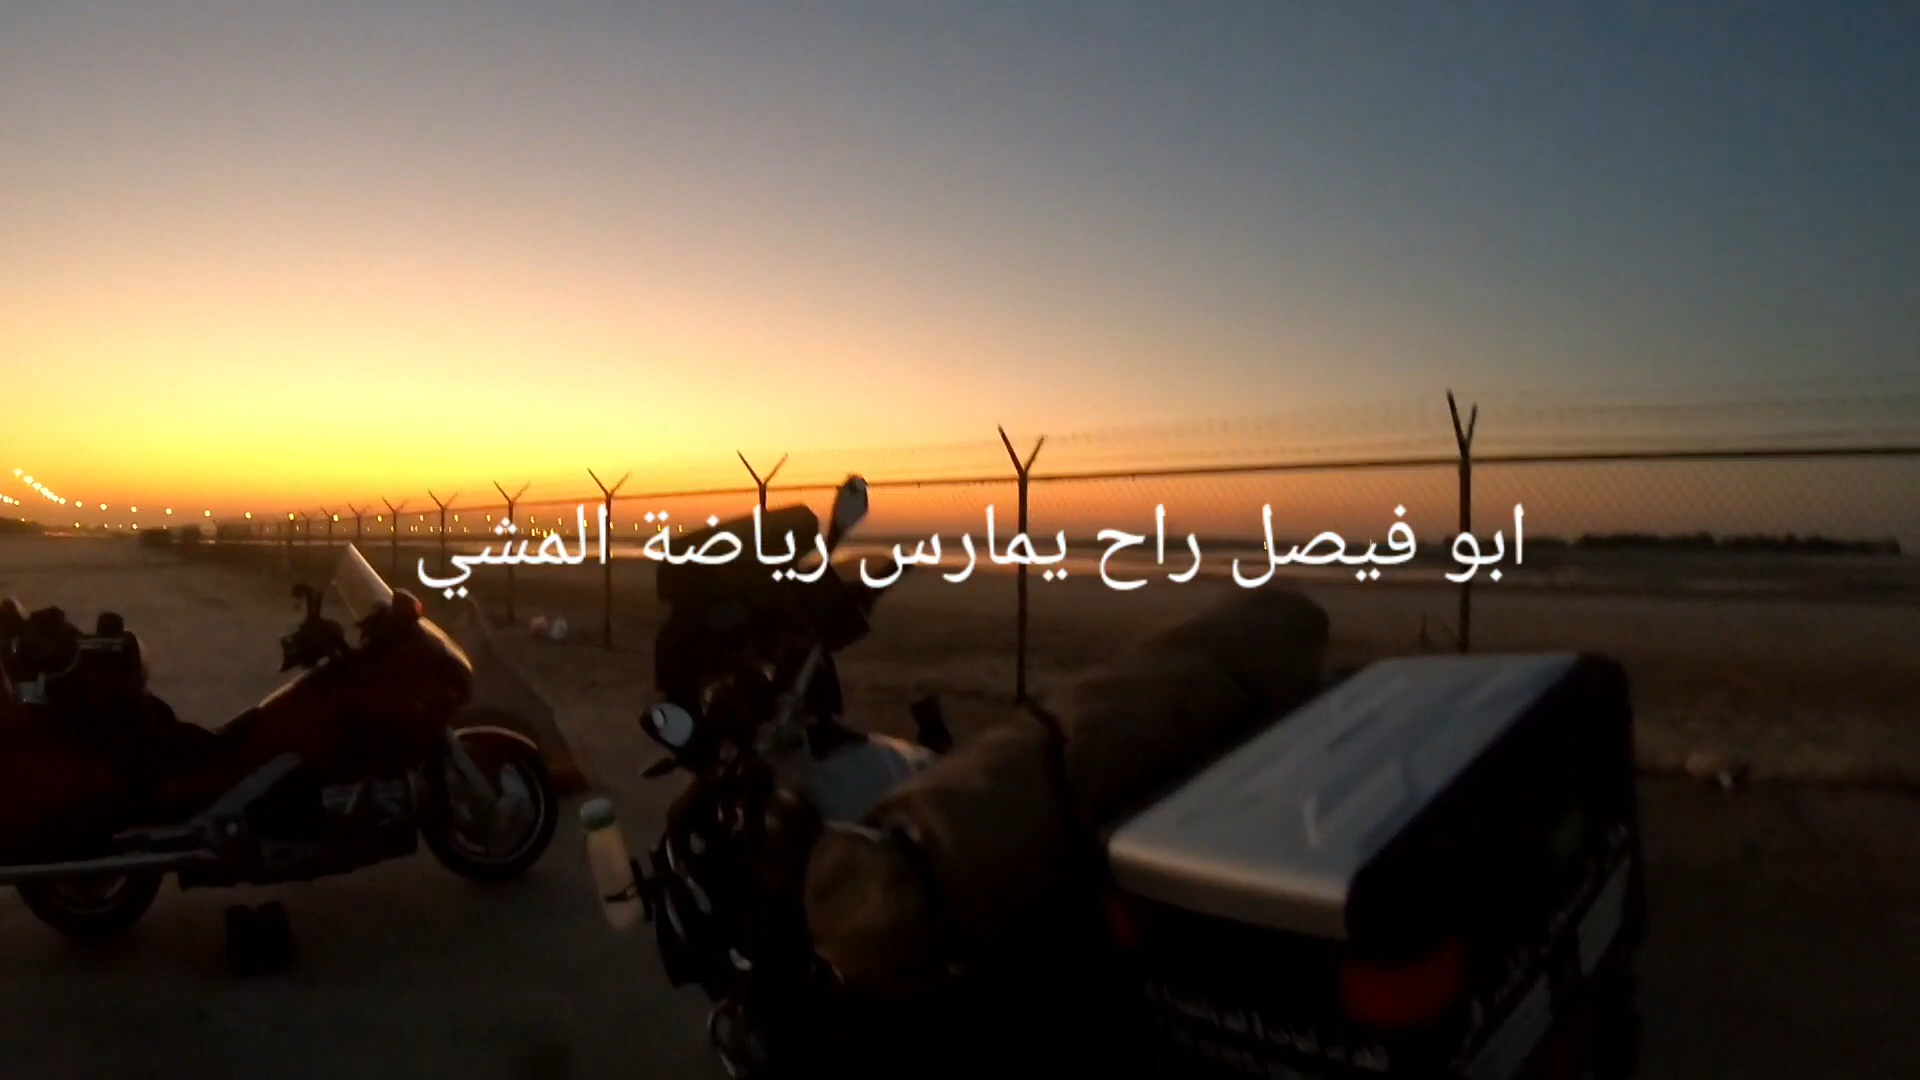 ابو فيصل راح يمارس رياضة المشي